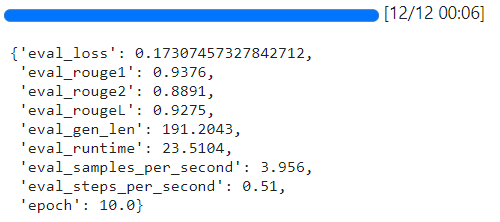 [12/12 00:06]
{'eval_loss': 0.17307457327842712,
'eval_rouge1': 0.9376,
'eval_rouge2': 0.8891,
'eval_rougeL': 0.9275,
'eval_gen_len': 191.2043,
'eval_runtime': 23.5104,
'eval_samples_per_second': 3.956,
'eval_steps_per_second': 0.51,
'epoch': 10.0}